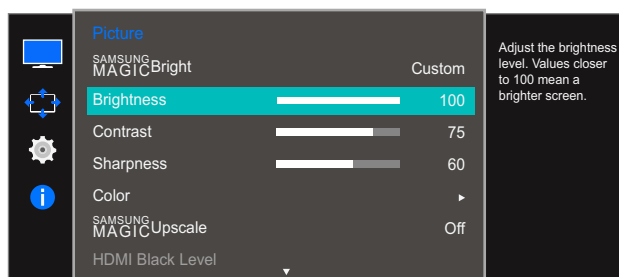 Picture
SAMSUNG
MAGICBright Custom
Brightness 100
Contrast 75
Sharpness 60
Color
SAMSUNG
MAGICUpscale Off
HDMI Black Level
Adjust the brightness
level. Values closer
to 100 mean a
brighter screen.